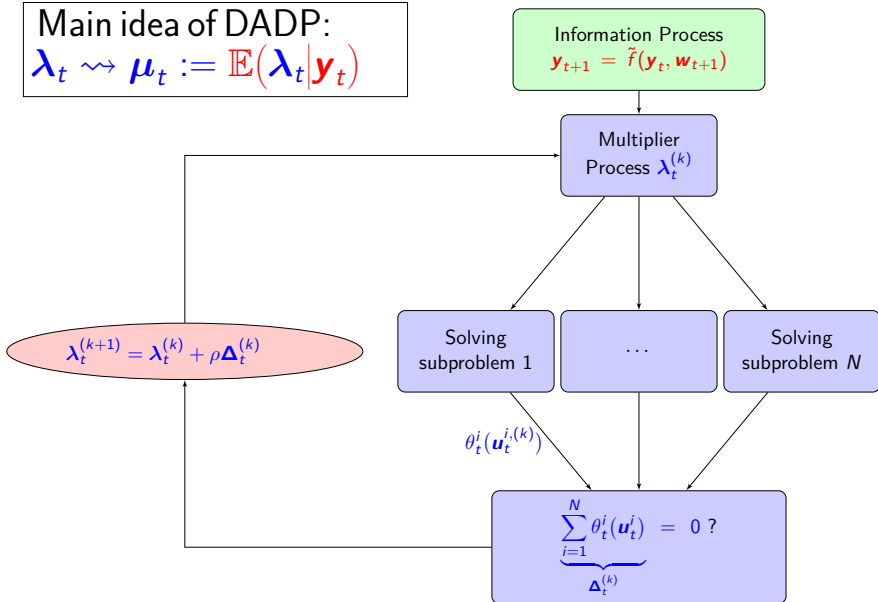 Main idea of DADP:
λ_t ⇝ μ_t := 𝔼(λ_t|y_t)
Information Process
y_{t+1} = f̃(y_t, w_{t+1})
Multiplier
Process λ_t^{(k)}
Solving
subproblem 1
...
Solving
subproblem N
λ_t^{(k+1)} = λ_t^{(k)} + ρΔ_t^{(k)}
θ_t^i(u_t^{i,(k)})
∑_{i=1}^{N} θ_t^i(u_t^i) = 0 ?
Δ_t^{(k)}